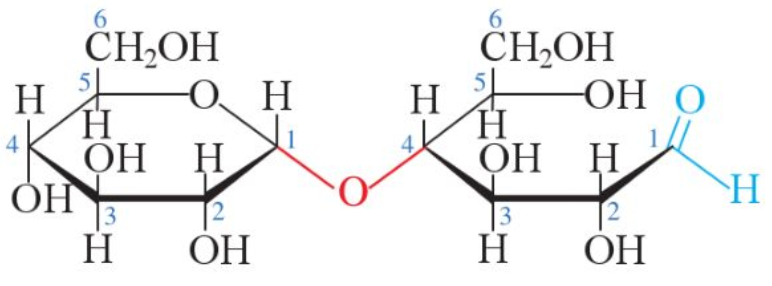 6 6
CH₂OH CH₂OH
5 O 5 OH O
H H H
4 H 1 4 H 1
OH H OH H
OH O H
3 2 3 2
H OH H OH